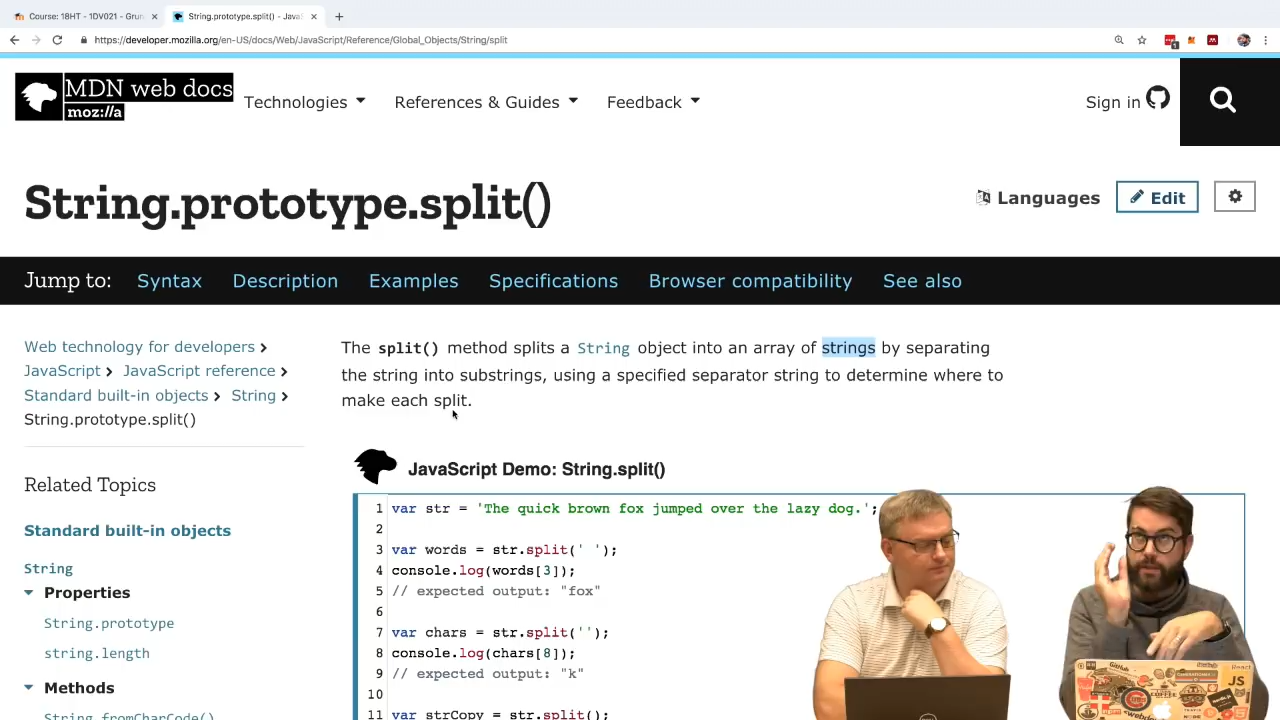 Course: 18HT - 1DV021 - Grun
String.prototype.split() - JavaS
https://developer.mozilla.org/en-US/docs/Web/JavaScript/Reference/Global_Objects/String/split
MDN web docs
moz://a
Technologies
References & Guides
Feedback
Sign in
String.prototype.split()
Languages
Edit
Jump to:
Syntax
Description
Examples
Specifications
Browser compatibility
See also
Web technology for developers
JavaScript
JavaScript reference
Standard built-in objects
String
String.prototype.split()
Related Topics
Standard built-in objects
String
Properties
String.prototype
string.length
Methods
String.fromCharCode()
The split() method splits a String object into an array of strings by separating
the string into substrings, using a specified separator string to determine where to
make each split.
JavaScript Demo: String.split()
1 var str = 'The quick brown fox jumped over the lazy dog.';
2
3 var words = str.split(' ');
4 console.log(words[3]);
5 // expected output: "fox"
6
7 var chars = str.split('');
8 console.log(chars[8]);
9 // expected output: "k"
10
11 var strCopy = str.split();
GitHub
React
JS
DELL